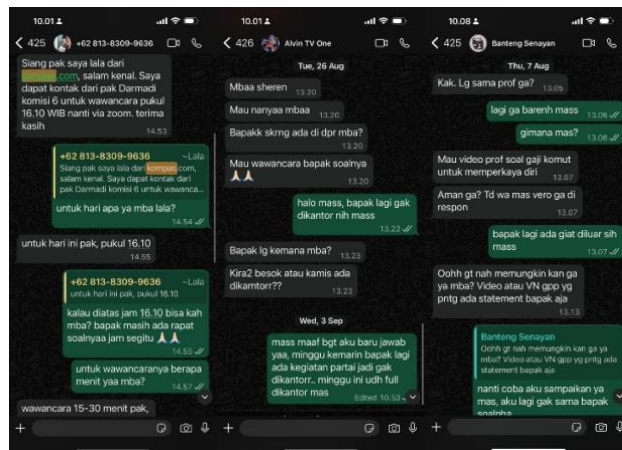 10.01
425
+62 813-8309-9636
Siang pak saya lala dari
kompas.com, salam kenal. Saya
dapat kontak dari pak Darmadi
komisi 6 untuk wawancara pukul
16.10 WIB nanti via zoom. terima
kasih
14.53
+62 813-8309-9636 ~Lala
Siang pak saya lala dari kompas.com,
salam kenal. Saya dapat kontak dari
pak Darmadi komisi 6 untuk wawanca...
untuk hari apa ya mba lala?
14.54
untuk hari ini pak, pukul 16.10
14.55
+62 813-8309-9636 ~Lala
untuk hari ini pak, pukul 16.10
kalau diatas jam 16.10 bisa kah
mba? bapak masih ada rapat
soalnyaa jam segitu 🙏🙏
14.55
untuk wawancaranya berapa
menit yaa mba?
14.57
wawancara 15-30 menit pak,
10.01
426
Alvin TV One
Tue, 26 Aug
Mbaa sheren 13.20
Mau nanyaa mbaa 13.20
Bapakk skrng ada di dpr mba?
13.20
Mau wawancara bapak soalnya
🙏🙏 13.20
halo mass, bapak lagi gak
dikantor nih mass
13.22
Bapak lg kemana mba? 13.23
Kira2 besok atau kamis ada
dikamtorr?? 13.23
Wed, 3 Sep
mass maaf bgt aku baru jawab
yaa, minggu kemarin bapak lagi
ada kegiatan partai jadi gak
dikantorr.. minggu ini udh full
dikantor mas
Edited 10.53
10.08
425
Banteng Senayan
Thu, 7 Aug
Kak. Lg sama prof ga? 13.05
lagi ga barenh mass 13.06
gimana mas? 13.06
Mau video prof soal gaji komut
untuk memperkaya diri 13.07
Aman ga? Td wa mas vero ga di
respon 13.07
bapak lagi ada giat diluar sih
mass 13.07
Oohh gt nah memungkin kan ga
ya mba? Video atau VN gpp yg
pntg ada statement bapak aja
13.13
Banteng Senayan
Oohh gt nah memungkin kan ga ya
mba? Video atau VN gpp yg pntg ada
statement bapak aja
nanti coba aku sampaikan ya
mas, aku lagi gak sama bapak